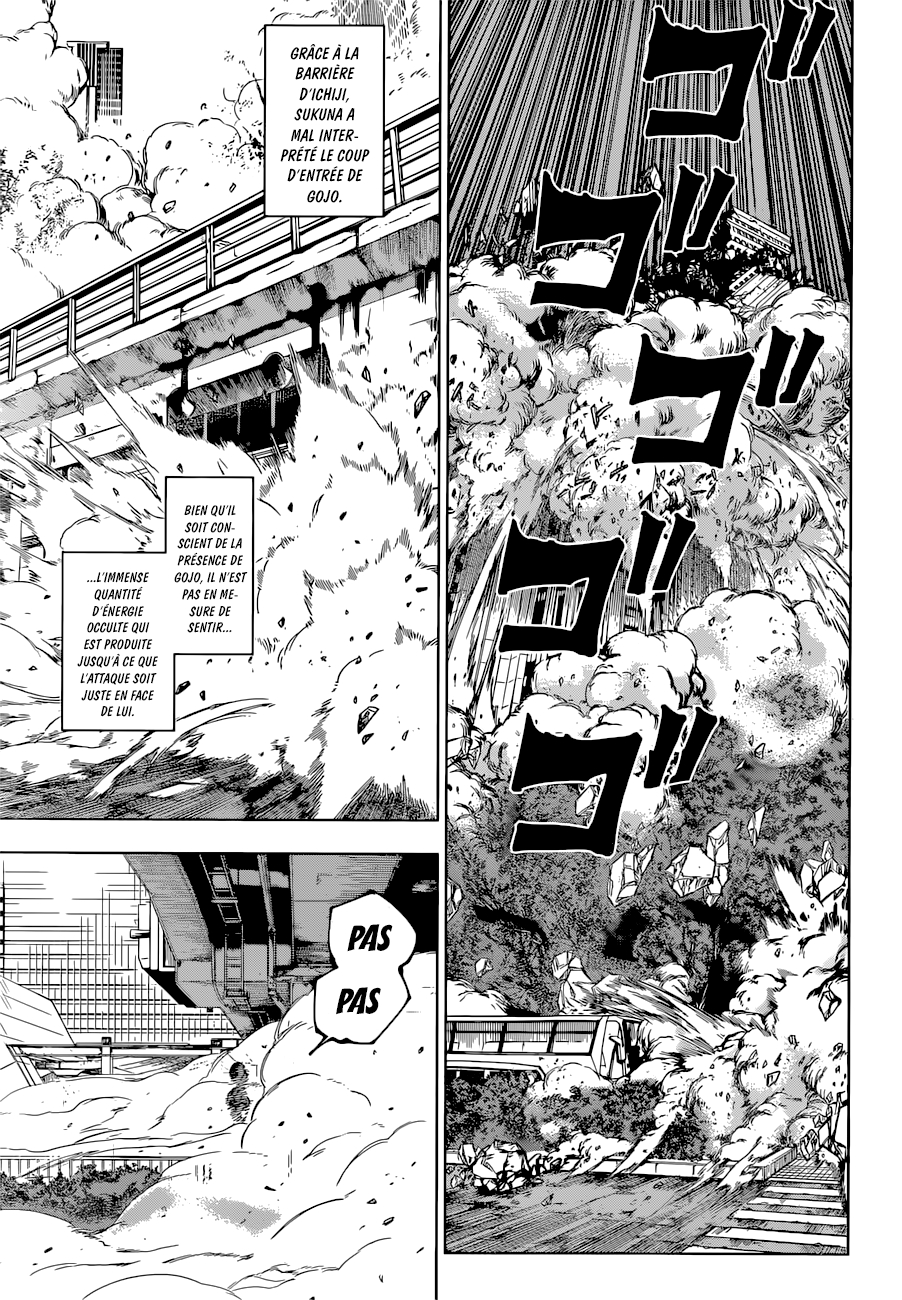 ゴ
ゴ
ゴ
ゴ
ゴ
GRÂCE À LA
BARRIÈRE
D'ICHIJI,
SUKUNA A
MAL INTER-
PRÉTÉ LE COUP
D'ENTRÉE DE
GOJO.
BIEN QU'IL
SOIT CON-
SCIENT DE LA
PRÉSENCE DE
GOJO, IL N'EST
PAS EN ME-
SURE DE
SENTIR...
...L'IMMENSE
QUANTITÉ
D'ÉNERGIE
OCCULTE QUI
EST PRODUITE
JUSQU'À CE QUE
L'ATTAQUE SOIT
JUSTE EN FACE
DE LUI.
PAS
PAS